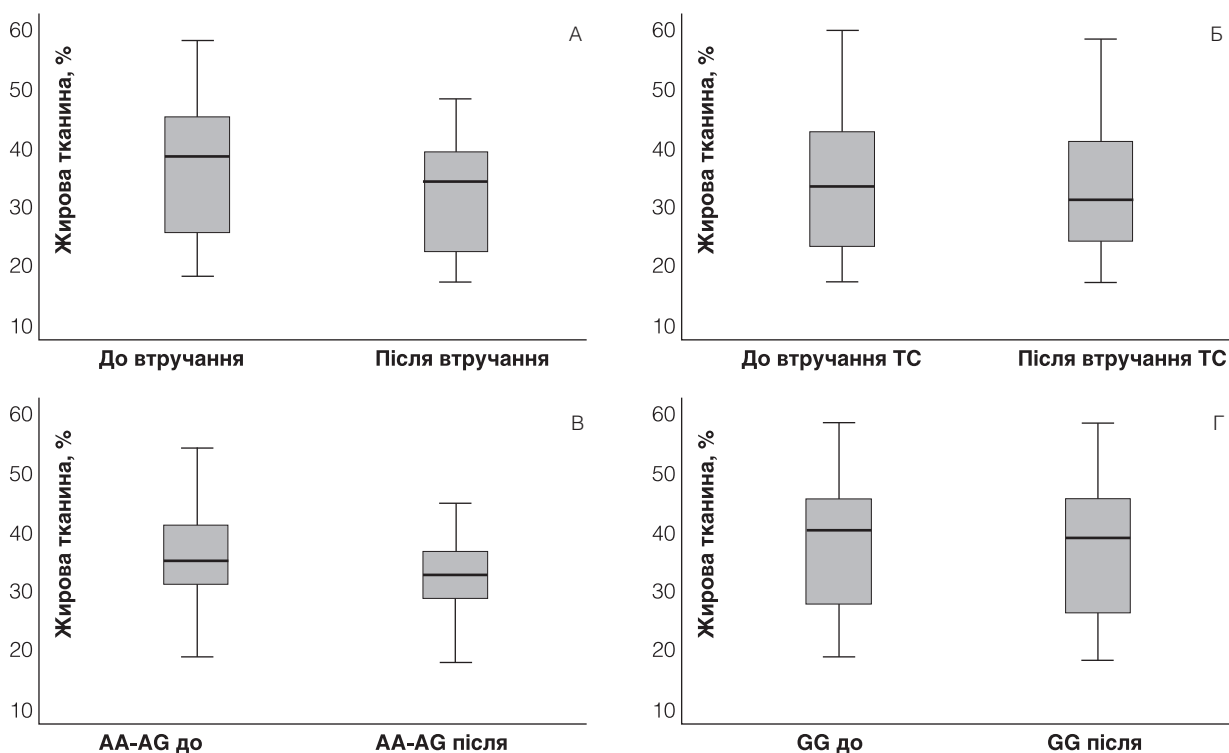 А
Жирова тканина, %
60
50
40
30
20
10
До втручання Після втручання
Б
Жирова тканина, %
60
50
40
30
20
10
До втручання ТС Після втручання ТС
В
Жирова тканина, %
60
50
40
30
20
10
AA-AG до AA-AG після
Г
Жирова тканина, %
60
50
40
30
20
10
GG до GG після